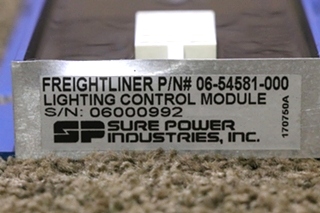 FREIGHTLINER P/N# 06-54581-000
LIGHTING CONTROL MODULE
S/N: 06000992
SP SURE POWER
INDUSTRIES, INC.
170750A